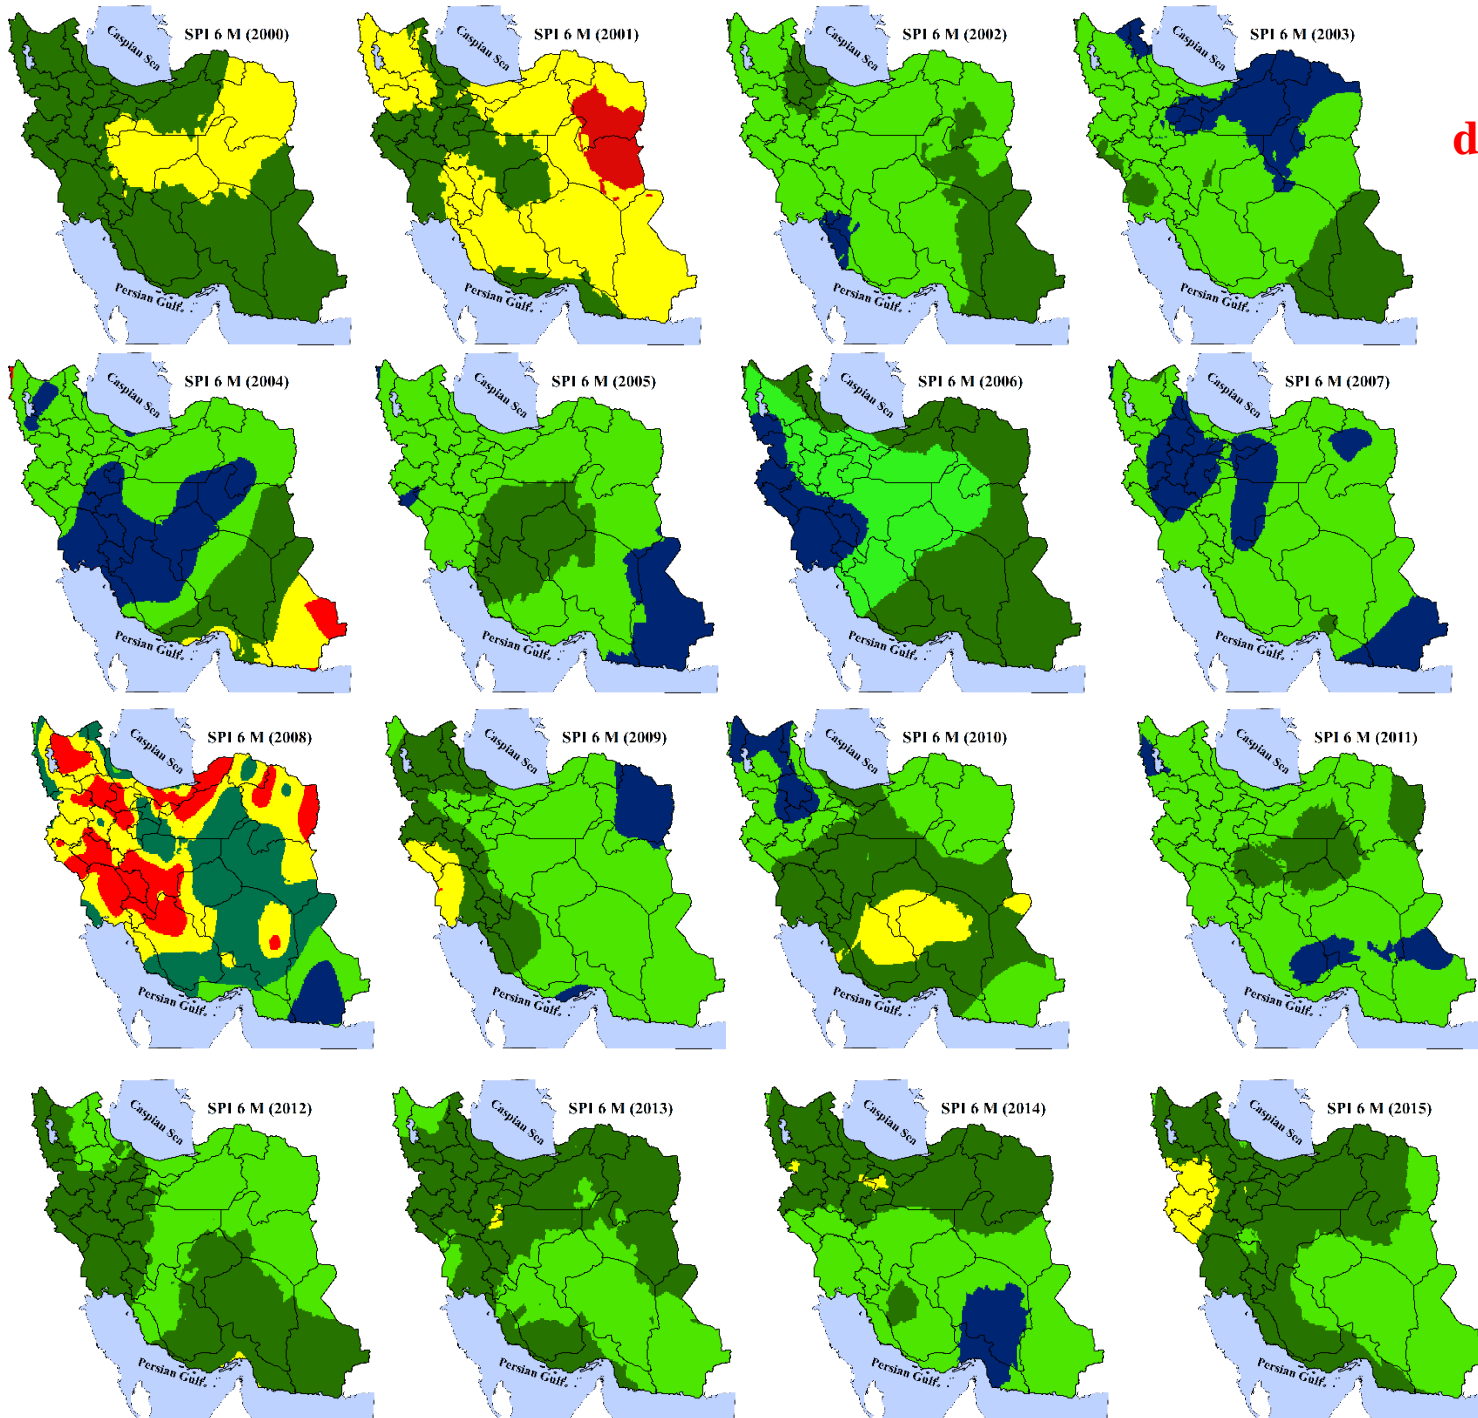 Caspian Sea
SPI 6 M (2000)
Persian Gulf
Caspian Sea
SPI 6 M (2001)
Persian Gulf
Caspian Sea
SPI 6 M (2002)
Persian Gulf
Caspian Sea
SPI 6 M (2003)
Persian Gulf
d
Caspian Sea
SPI 6 M (2004)
Persian Gulf
Caspian Sea
SPI 6 M (2005)
Persian Gulf
Caspian Sea
SPI 6 M (2006)
Persian Gulf
Caspian Sea
SPI 6 M (2007)
Persian Gulf
Caspian Sea
SPI 6 M (2008)
Persian Gulf
Caspian Sea
SPI 6 M (2009)
Persian Gulf
Caspian Sea
SPI 6 M (2010)
Persian Gulf
Caspian Sea
SPI 6 M (2011)
Persian Gulf
Caspian Sea
SPI 6 M (2012)
Persian Gulf
Caspian Sea
SPI 6 M (2013)
Persian Gulf
Caspian Sea
SPI 6 M (2014)
Persian Gulf
Caspian Sea
SPI 6 M (2015)
Persian Gulf